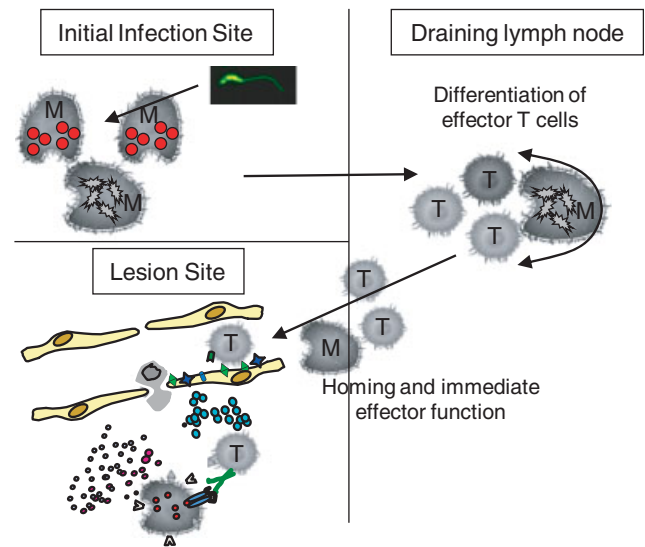 Initial Infection Site
M
M
M
Draining lymph node
Differentiation of
effector T cells
T
T
T
M
Lesion Site
T
T
T
M
Homing and immediate
effector function
T